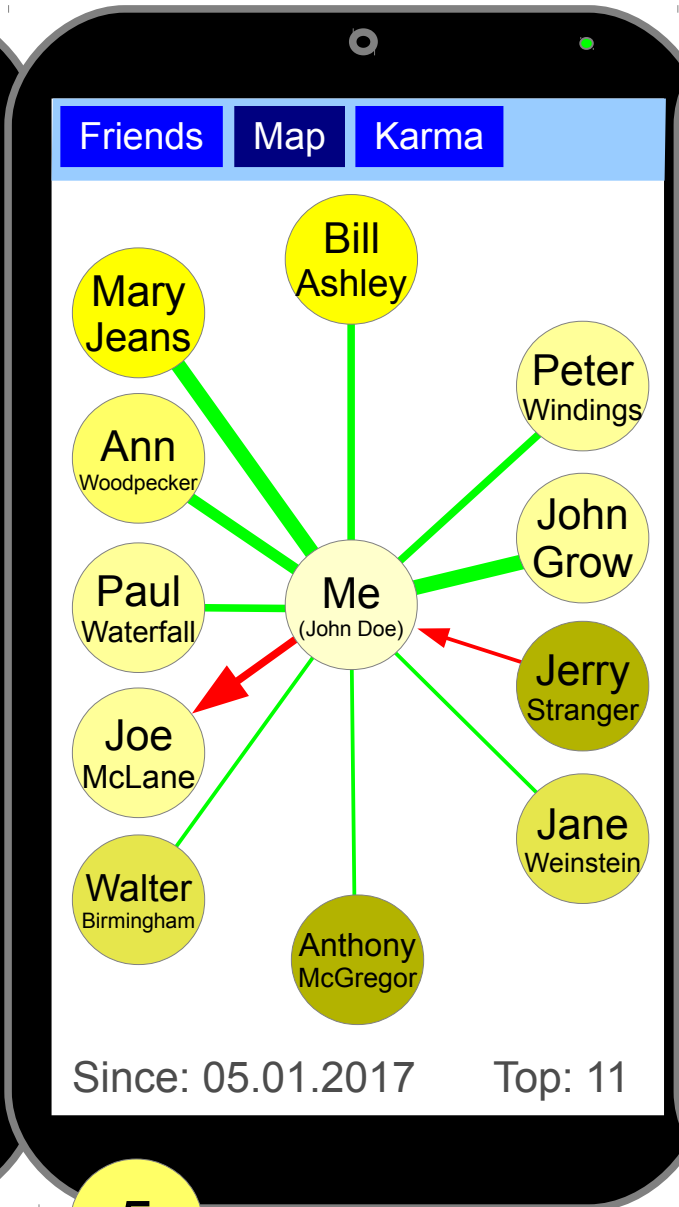 Friends Map Karma
Bill
Ashley
Mary
Jeans
Peter
Windings
Ann
Woodpecker
John
Grow
Paul
Waterfall
Me
(John Doe)
Jerry
Stranger
Joe
McLane
Jane
Weinstein
Walter
Birmingham
Anthony
McGregor
Since: 05.01.2017 Top: 11